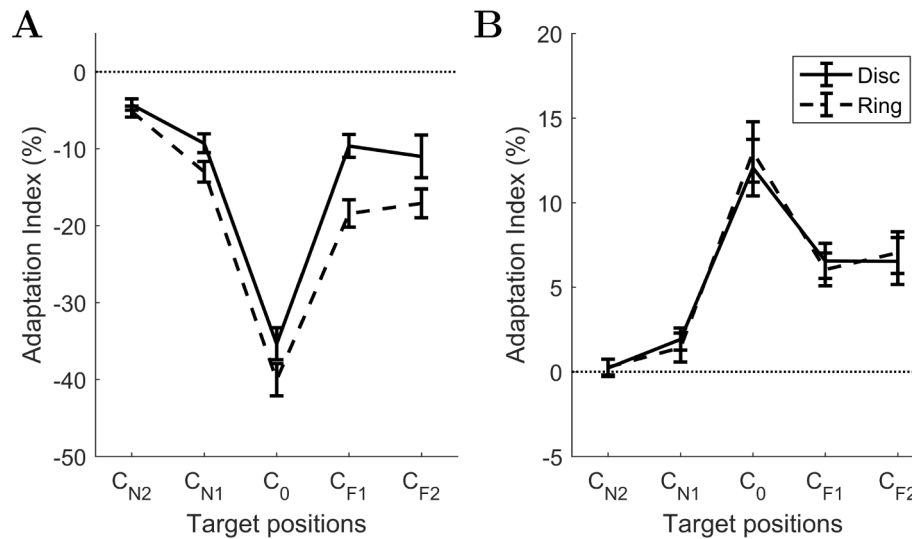 A
0
-10
-20
-30
-40
-50
Adaptation Index (%)
C_N2 C_N1 C_0 C_F1 C_F2
Target positions
B
20
15
10
5
0
-5
Adaptation Index (%)
Disc
Ring
C_N2 C_N1 C_0 C_F1 C_F2
Target positions